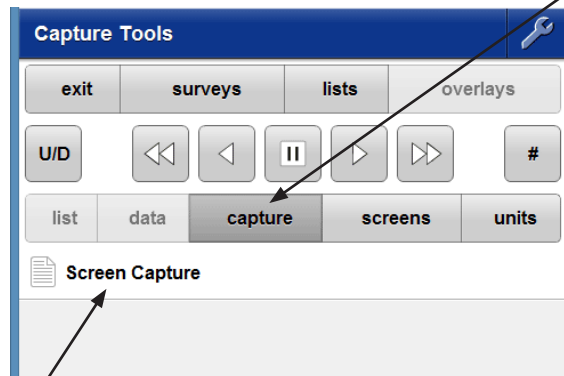 Capture Tools
exit surveys lists overlays
U/D #
list data capture screens units
Screen Capture